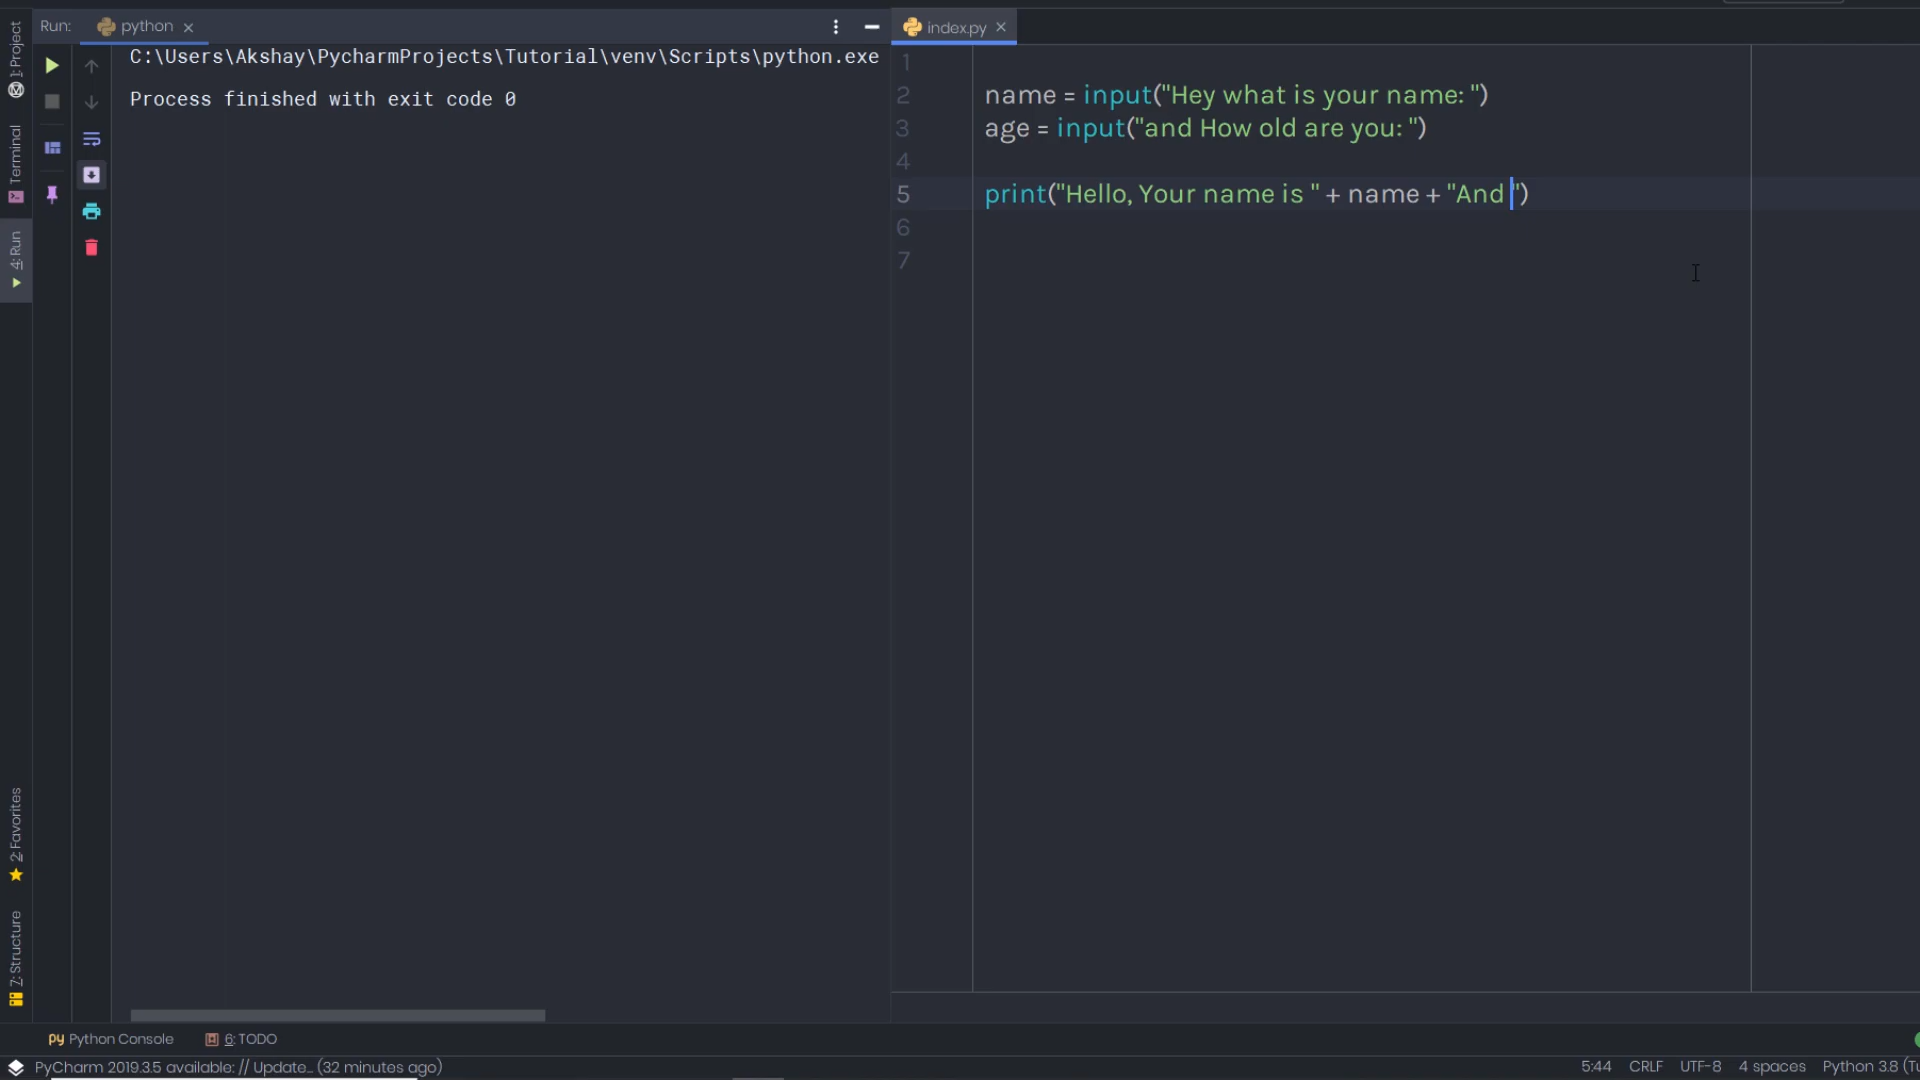 Run: python
index.py
1: Project
Terminal
4: Run
2: Favorites
7: Structure
C:\Users\Akshay\PycharmProjects\Tutorial\venv\Scripts\python.exe
Process finished with exit code 0
1
2 name = input("Hey what is your name: ")
3 age = input("and How old are you: ")
4
5 print("Hello, Your name is " + name + "And ")
6
7
py Python Console 6: TODO
PyCharm 2019.3.5 available: // Update... (32 minutes ago) 5:44 CRLF UTF-8 4 spaces Python 3.8 (Tu